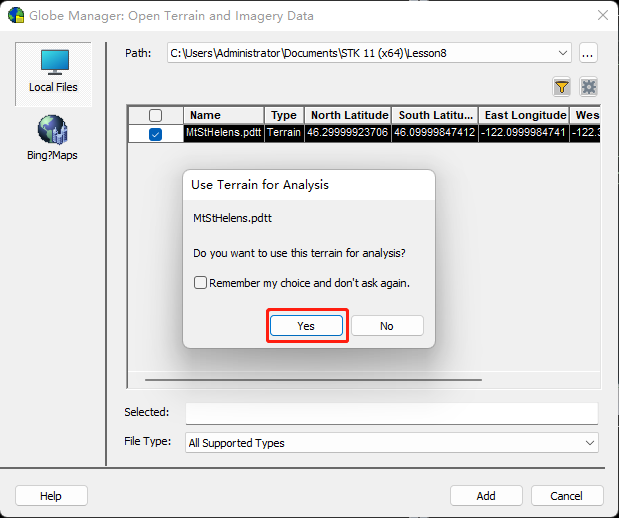 Globe Manager: Open Terrain and Imagery Data
Path: C:\Users\Administrator\Documents\STK 11 (x64)\Lesson8 ...
Local Files
Bing?Maps
Name Type North Latitude South Latitu... East Longitude Wes
MtStHelens.pdtt Terrain 46.29999923706 46.09999847412 -122.0999984741 -122.3
Use Terrain for Analysis
MtStHelens.pdtt
Do you want to use this terrain for analysis?
Remember my choice and don't ask again.
Yes No
Selected:
File Type: All Supported Types
Help Add Cancel